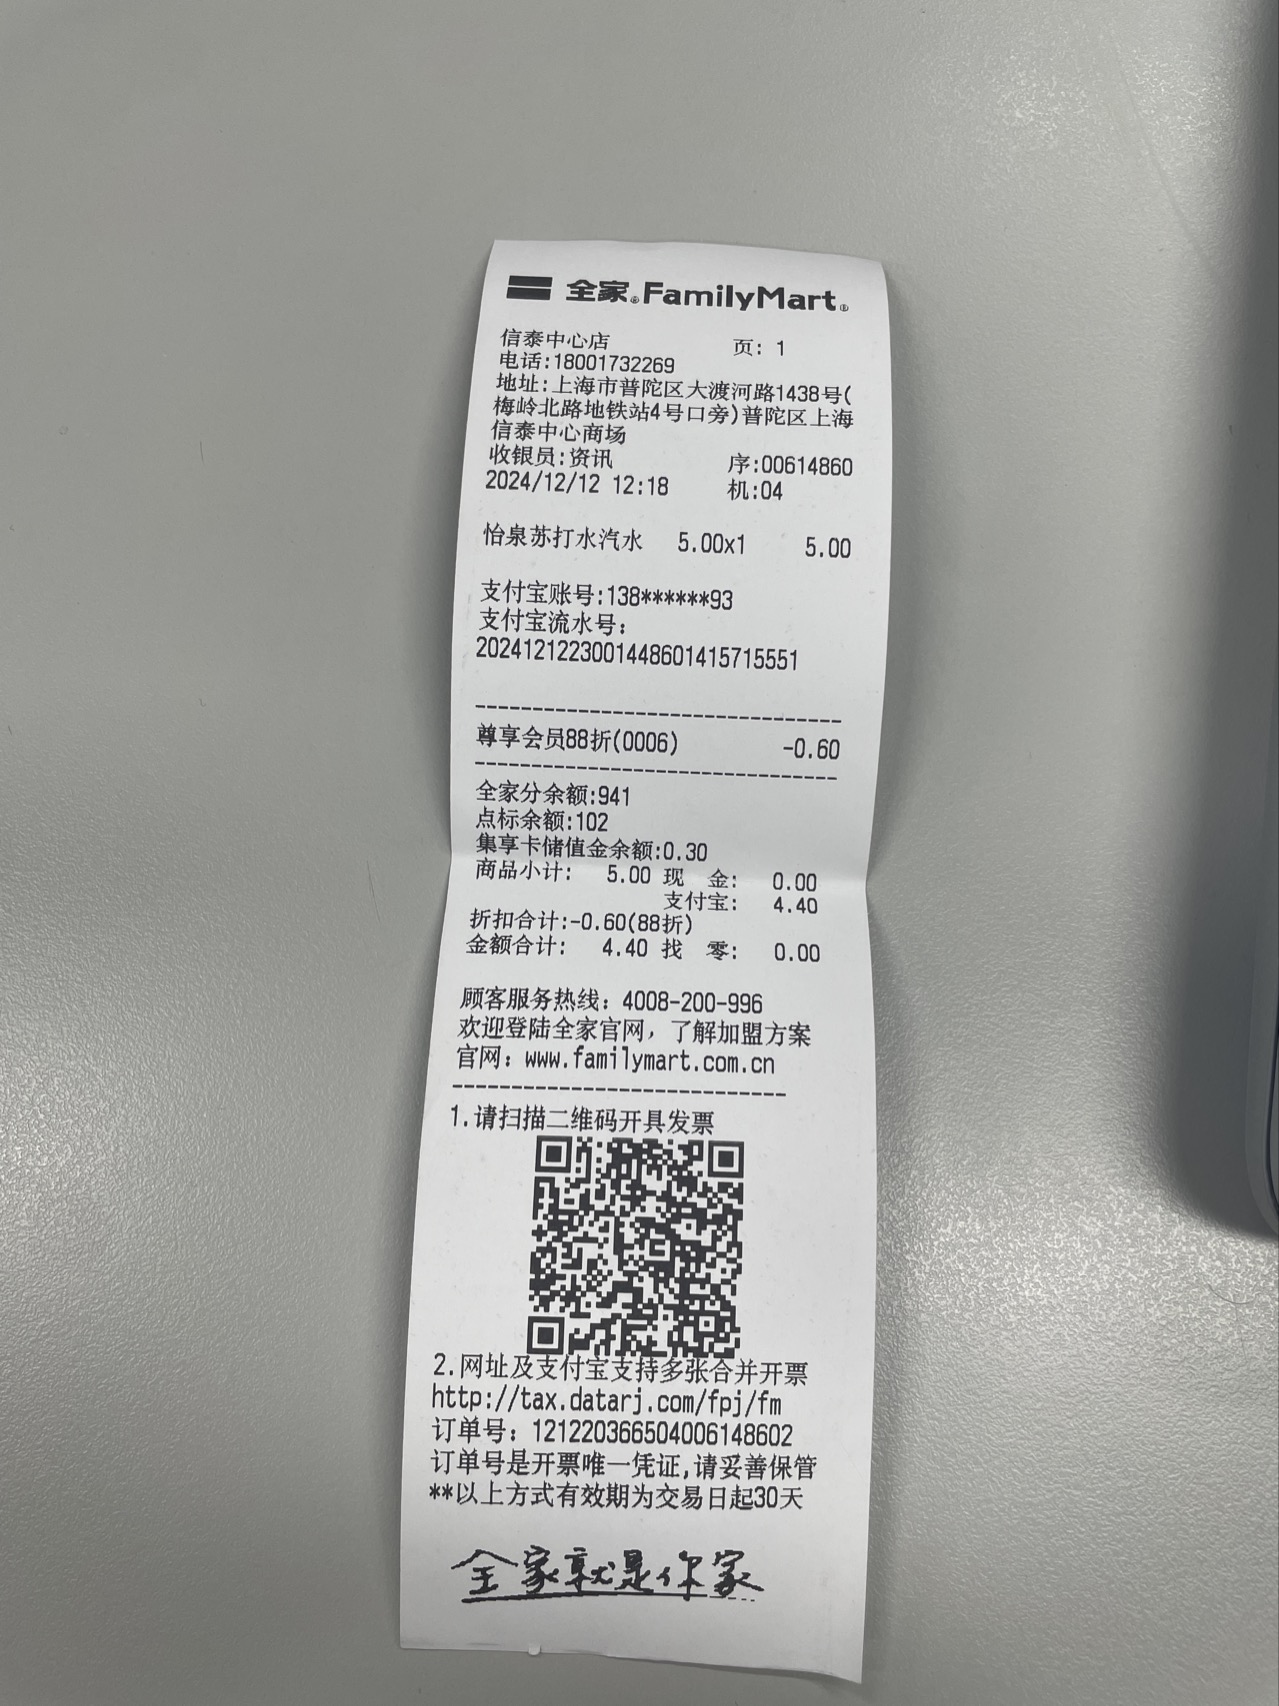 全家®FamilyMart®
信泰中心店 页: 1
电话:18001732269
地址:上海市普陀区大渡河路1438号(
梅岭北路地铁站4号口旁)普陀区上海
信泰中心商场
收银员:资讯 序:00614860
2024/12/12 12:18 机:04
怡泉苏打水汽水 5.00x1 5.00
支付宝账号:138******93
支付宝流水号:
2024121223001448601415715551
尊享会员88折(0006) -0.60
全家分余额:941
点标余额:102
集享卡储值金余额:0.30
商品小计: 5.00 现 金: 0.00
支付宝: 4.40
折扣合计:-0.60(88折)
金额合计: 4.40 找 零: 0.00
顾客服务热线: 4008-200-996
欢迎登陆全家官网，了解加盟方案
官网: www.familymart.com.cn
1.请扫描二维码开具发票
2.网址及支付宝支持多张合并开票
http://tax.datarj.com/fpj/fm
订单号: 121220366504006148602
订单号是开票唯一凭证,请妥善保管
**以上方式有效期为交易日起30天
全家就是你家